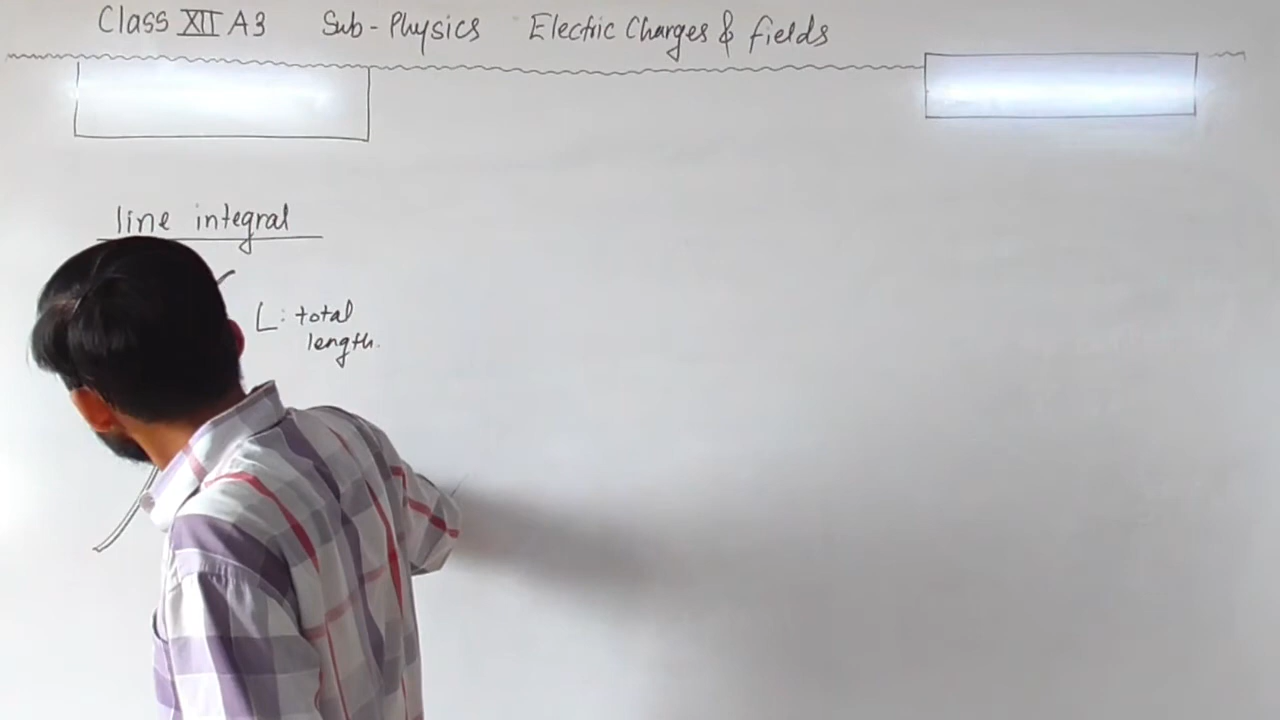 Class XII A3 Sub - Physics Electric Charges & fields
line integral
L: total
length.